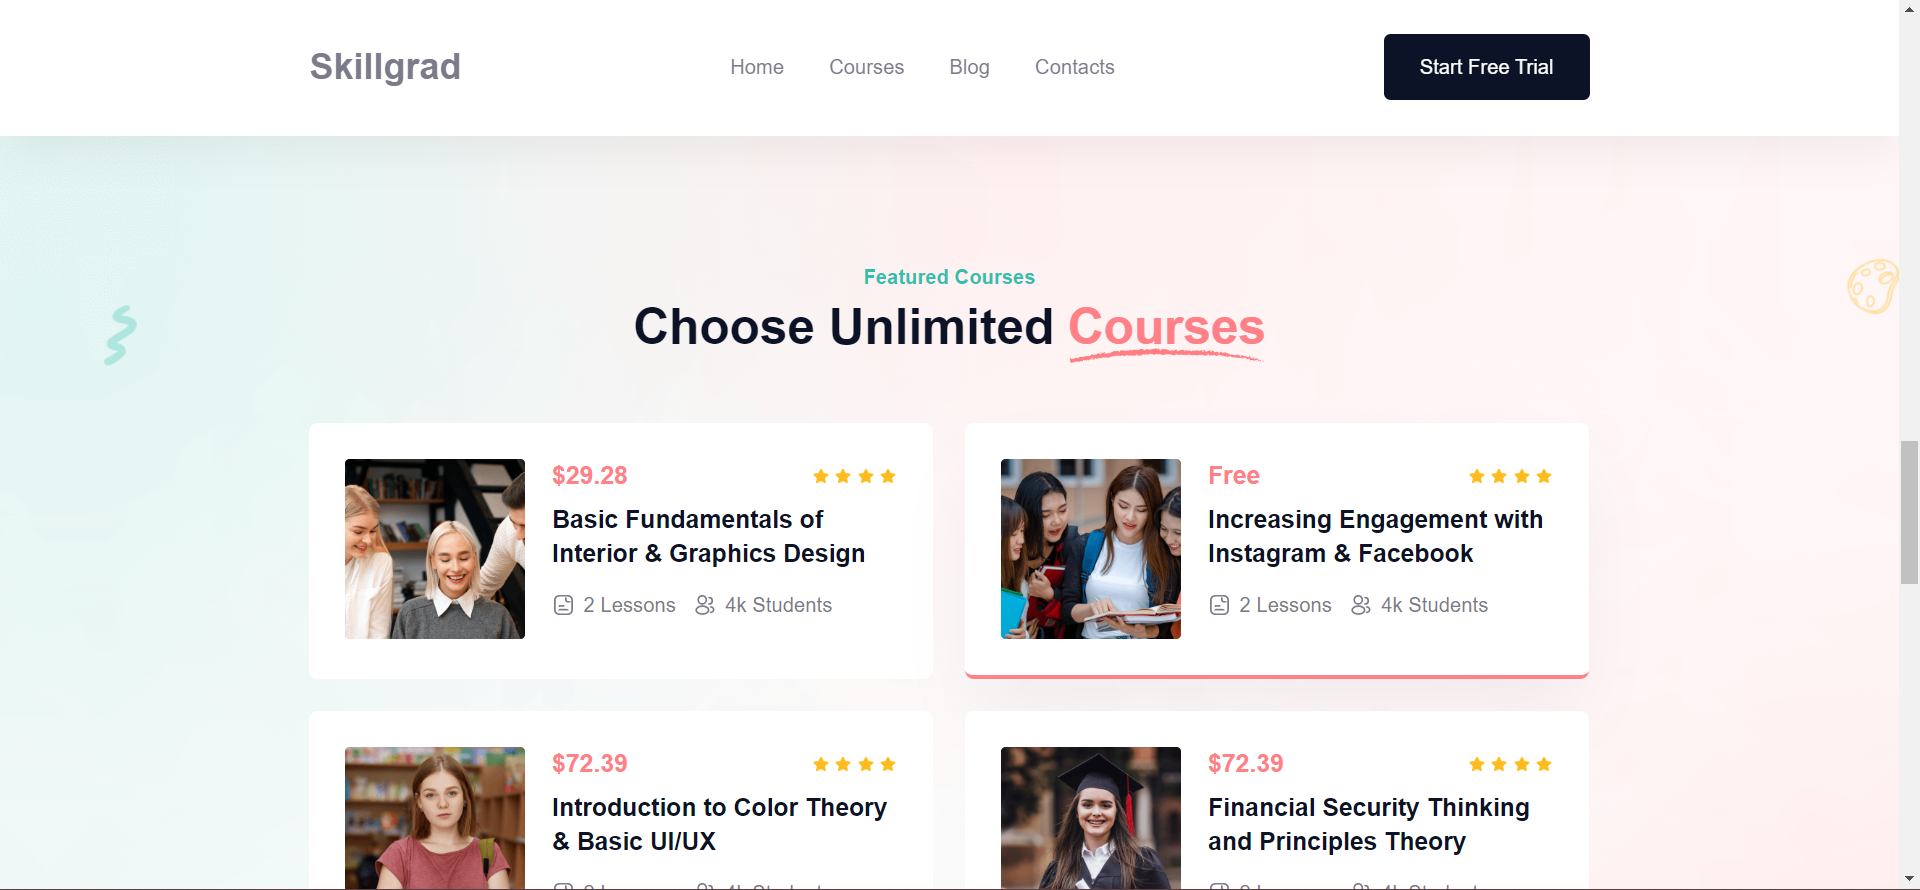 Skillgrad
Home Courses Blog Contacts
Start Free Trial
Featured Courses
Choose Unlimited Courses
$29.28
Basic Fundamentals of
Interior & Graphics Design
2 Lessons 4k Students
Free
Increasing Engagement with
Instagram & Facebook
2 Lessons 4k Students
$72.39
Introduction to Color Theory
& Basic UI/UX
$72.39
Financial Security Thinking
and Principles Theory